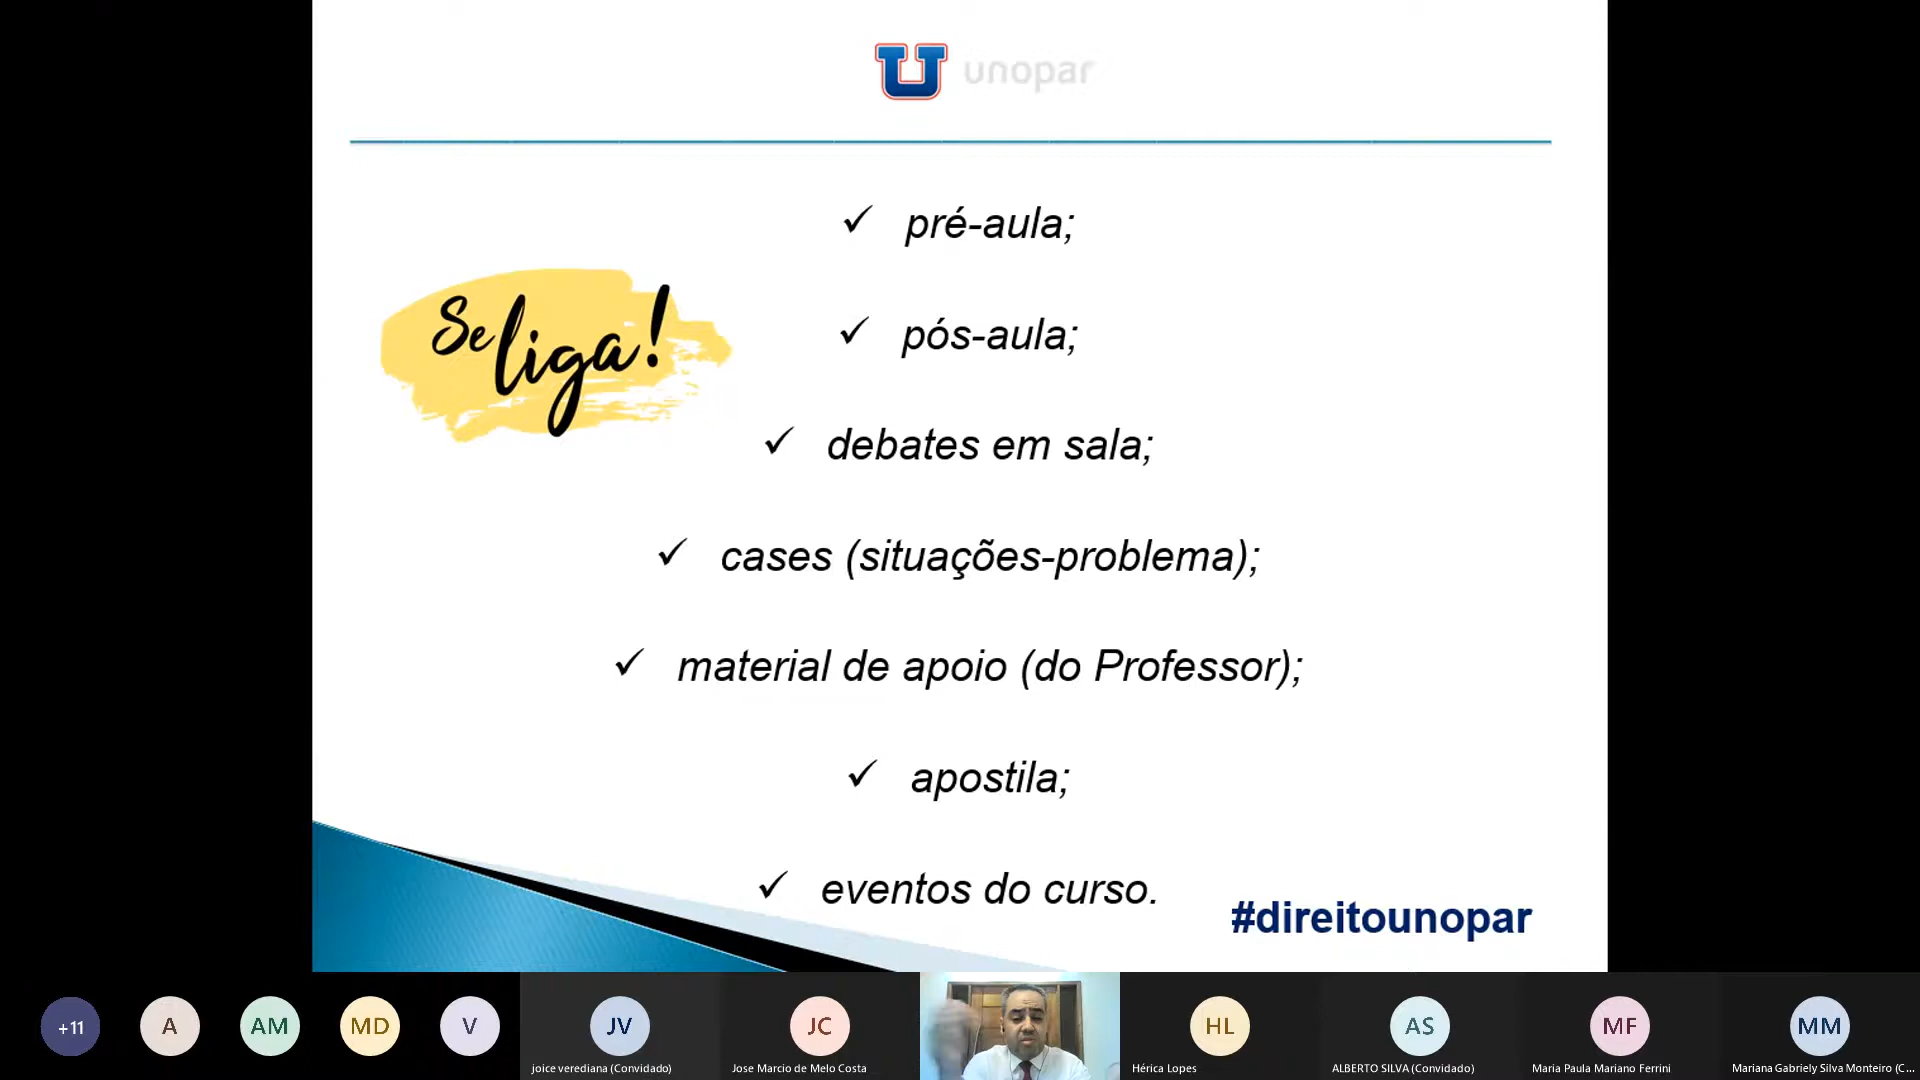 unopar
✓ pré-aula;
Se liga!
✓ pós-aula;
✓ debates em sala;
✓ cases (situações-problema);
✓ material de apoio (do Professor);
✓ apostila;
✓ eventos do curso.
#direitounopar
+11
A
AM
MD
V
JV
joice verediana (Convidado)
JC
Jose Marcio de Melo Costa
HL
Hérica Lopes
AS
ALBERTO SILVA (Convidado)
MF
Maria Paula Mariano Ferrini
MM
Mariana Gabriely Silva Monteiro (C...